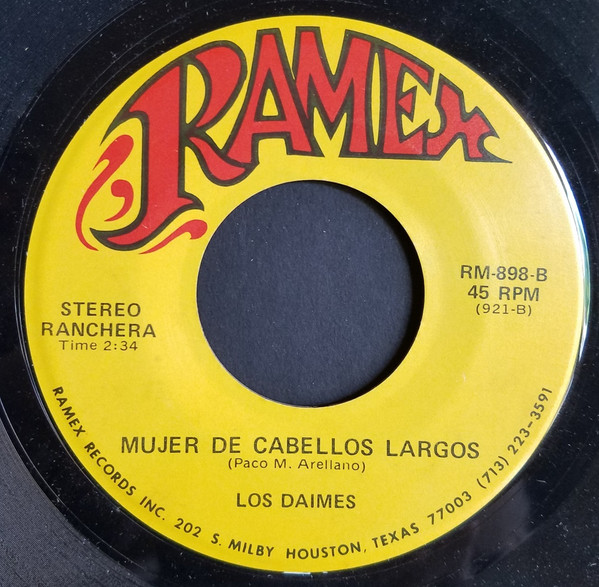 RAMEX
STEREO
RANCHERA
Time 2:34
RM-898-B
45 RPM
(921-B)
MUJER DE CABELLOS LARGOS
(Paco M. Arellano)
LOS DAIMES
RAMEX RECORDS INC. 202 S. MILBY HOUSTON, TEXAS 77003 (713) 223-3591